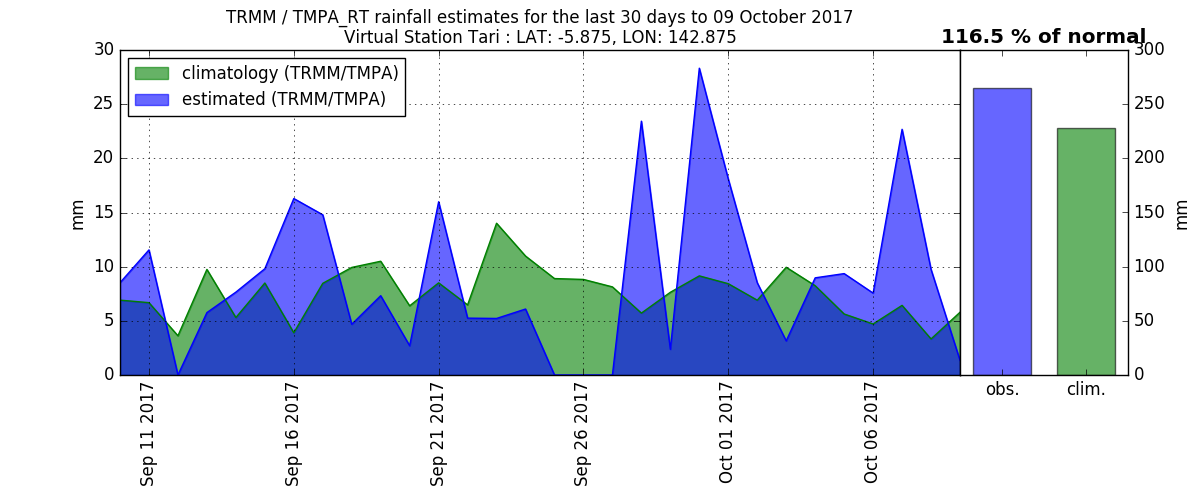 TRMM / TMPA_RT rainfall estimates for the last 30 days to 09 October 2017
Virtual Station Tari : LAT: -5.875, LON: 142.875
116.5 % of normal
climatology (TRMM/TMPA)
estimated (TRMM/TMPA)
30
25
20
15
10
5
0
mm
Sep 11 2017
Sep 16 2017
Sep 21 2017
Sep 26 2017
Oct 01 2017
Oct 06 2017
300
250
200
150
100
50
0
mm
obs.
clim.